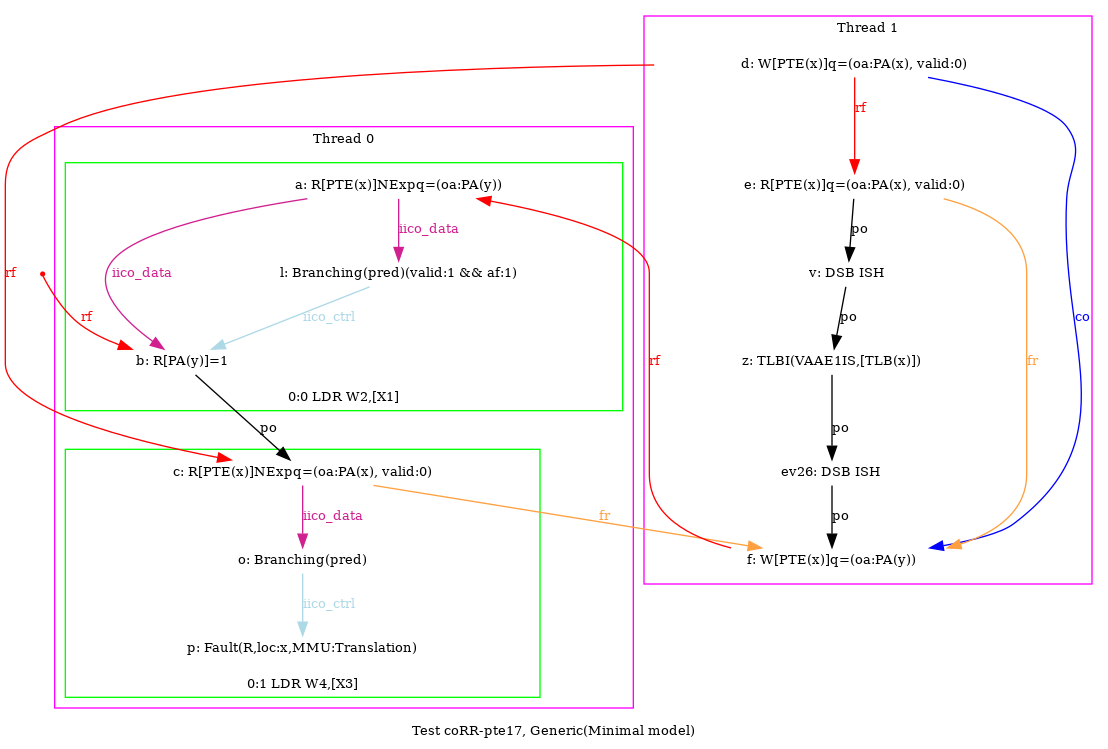 Thread 1
d: W[PTE(x)]q=(oa:PA(x), valid:0)
rf
Thread 0
a: R[PTE(x)]NExpq=(oa:PA(y))
e: R[PTE(x)]q=(oa:PA(x), valid:0)
iico_data
po
rf
iico_data
l: Branching(pred)(valid:1 && af:1)
v: DSB ISH
rf
iico_ctrl
po
co
b: R[PA(y)]=1
rf
z: TLBI(VAAE1IS,[TLB(x)])
fr
0:0 LDR W2,[X1]
po
po
c: R[PTE(x)]NExpq=(oa:PA(x), valid:0)
ev26: DSB ISH
iico_data
fr
po
o: Branching(pred)
f: W[PTE(x)]q=(oa:PA(y))
iico_ctrl
p: Fault(R,loc:x,MMU:Translation)
0:1 LDR W4,[X3]
Test coRR-pte17, Generic(Minimal model)